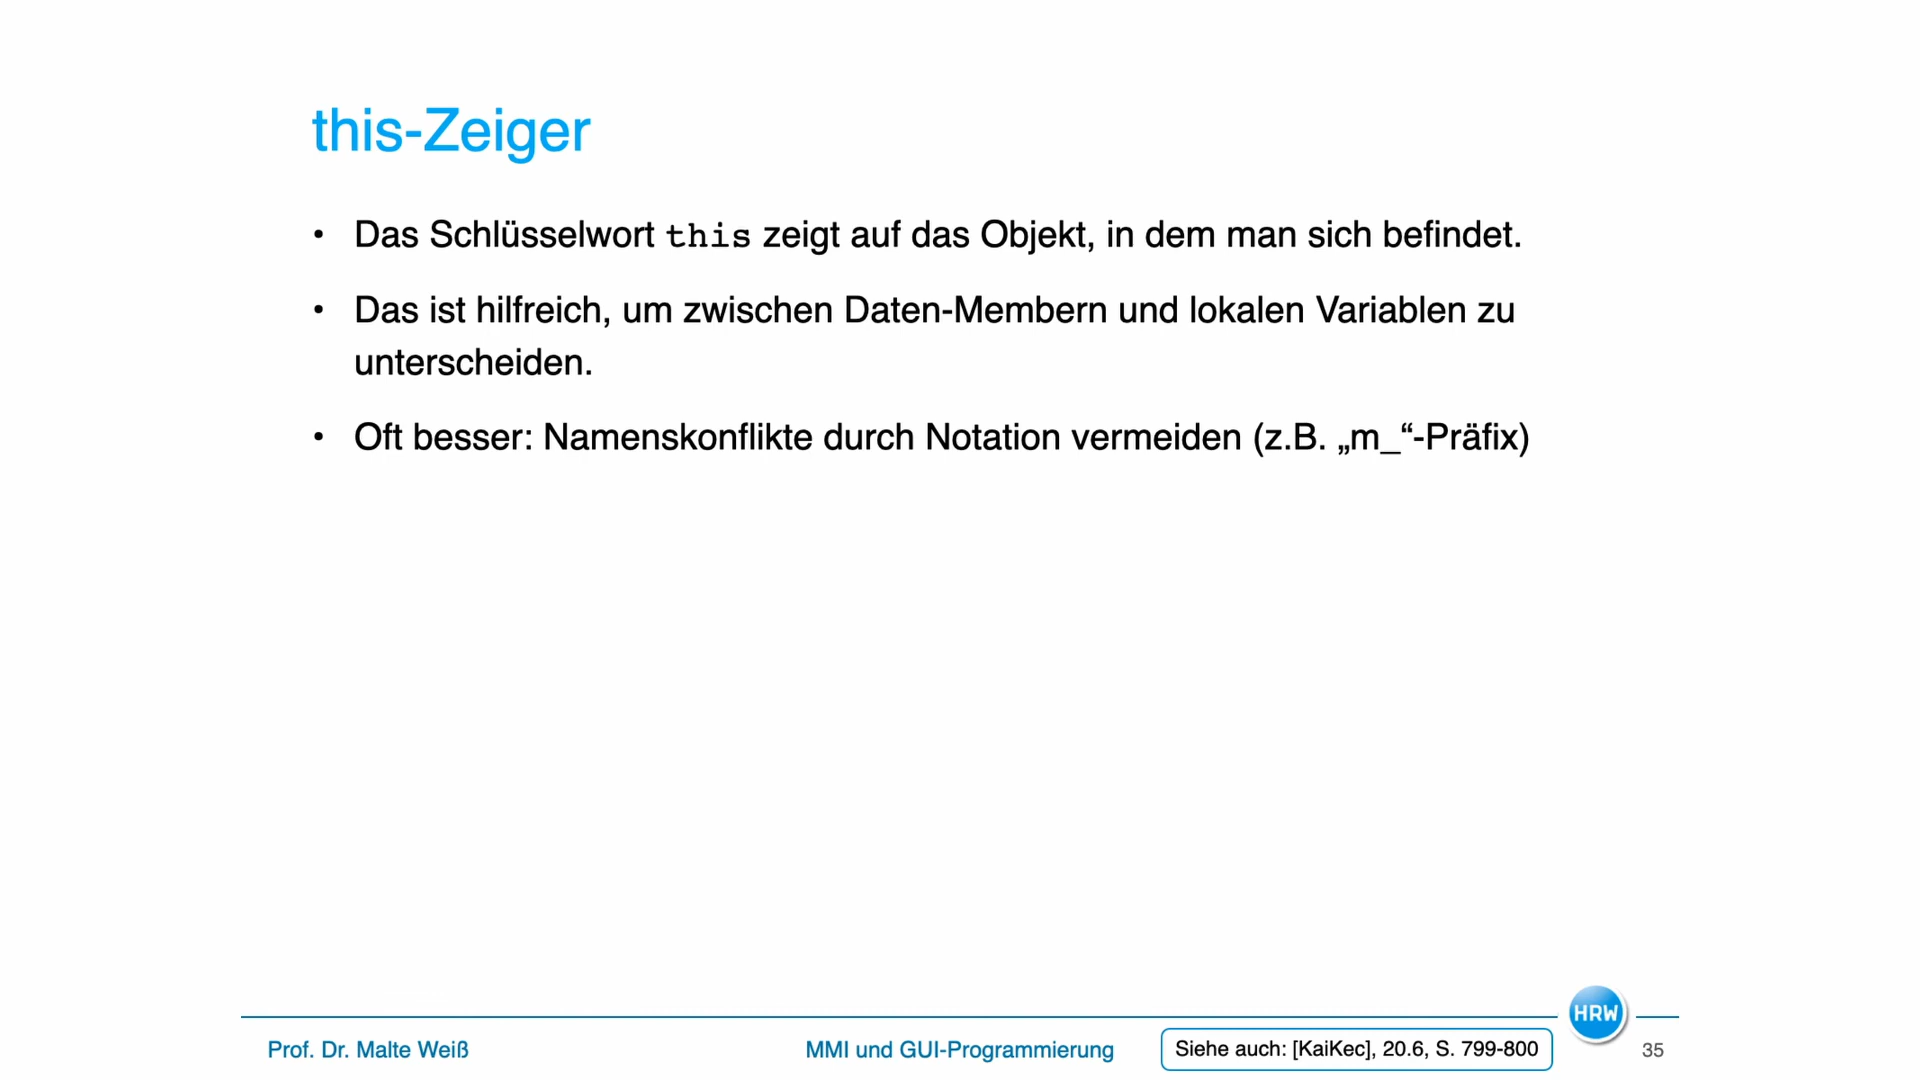 this-Zeiger
• Das Schlüsselwort this zeigt auf das Objekt, in dem man sich befindet.
• Das ist hilfreich, um zwischen Daten-Membern und lokalen Variablen zu
unterscheiden.
• Oft besser: Namenskonflikte durch Notation vermeiden (z.B. „m_“-Präfix)
HRW
Prof. Dr. Malte Weiß
MMI und GUI-Programmierung
Siehe auch: [KaiKec], 20.6, S. 799-800
35